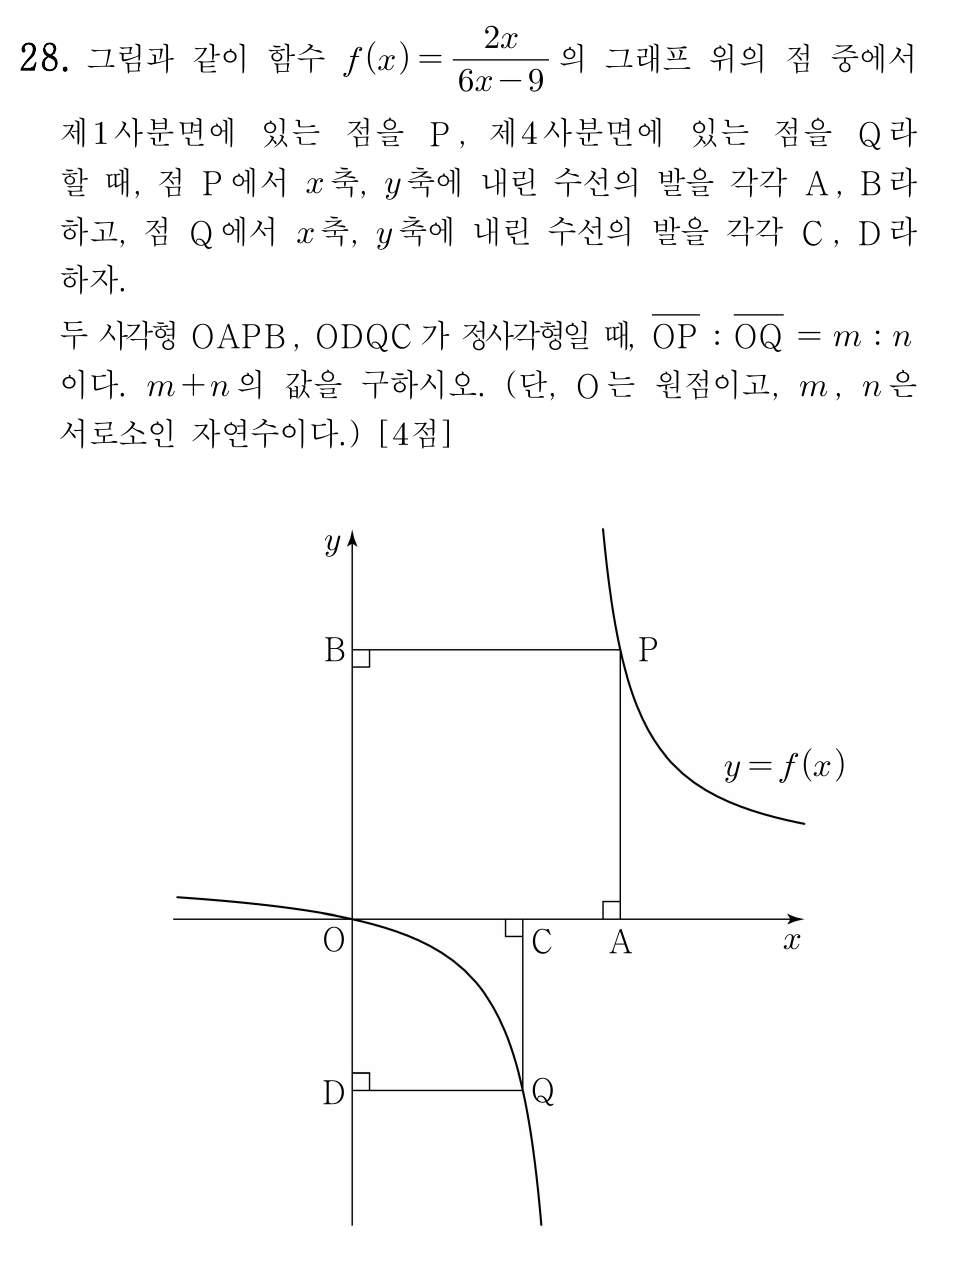 28. 그림과 같이 함수 f(x)=2x/(6x-9)의 그래프 위의 점 중에서
제1사분면에 있는 점을 P, 제4사분면에 있는 점을 Q라
할 때, 점 P에서 x축, y축에 내린 수선의 발을 각각 A, B라
하고, 점 Q에서 x축, y축에 내린 수선의 발을 각각 C, D라
하자.
두 사각형 OAPB, ODQC가 정사각형일 때, O̅P̅ : O̅Q̅ = m : n
이다. m+n의 값을 구하시오. (단, O는 원점이고, m, n은
서로소인 자연수이다.) [4점]
y
B
P
y=f(x)
O
C
A
x
D
Q